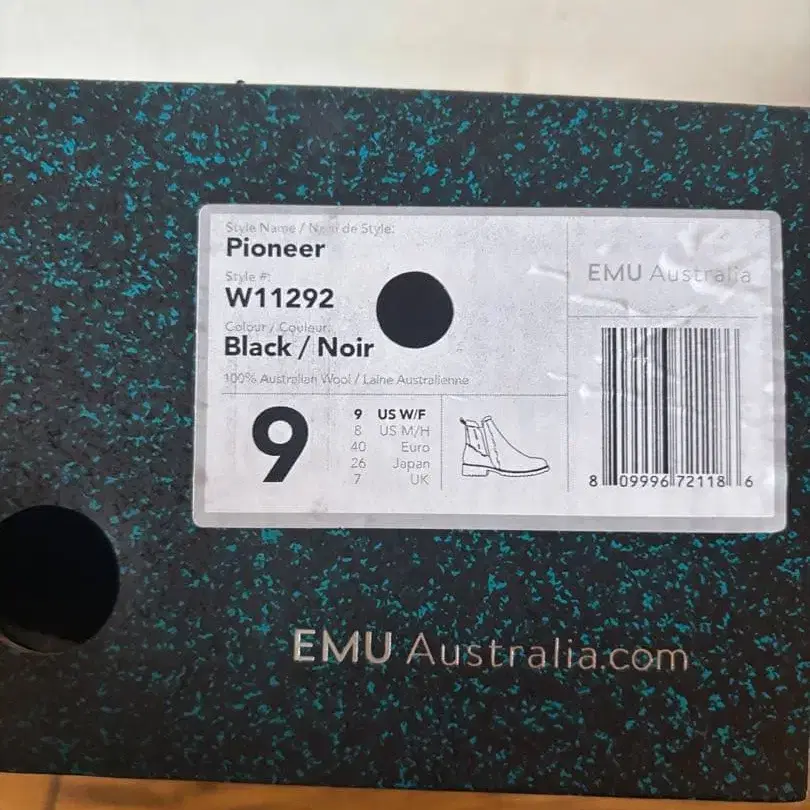 Style Name / Nom de Style:
Pioneer
Style #:
W11292
Colour / Couleur:
Black / Noir
100% Australian Wool / Laine Australienne
9
9 US W/F
8 US M/H
40 Euro
26 Japan
7 UK
EMU Australia
8 09996 72118 6
EMU Australia.com